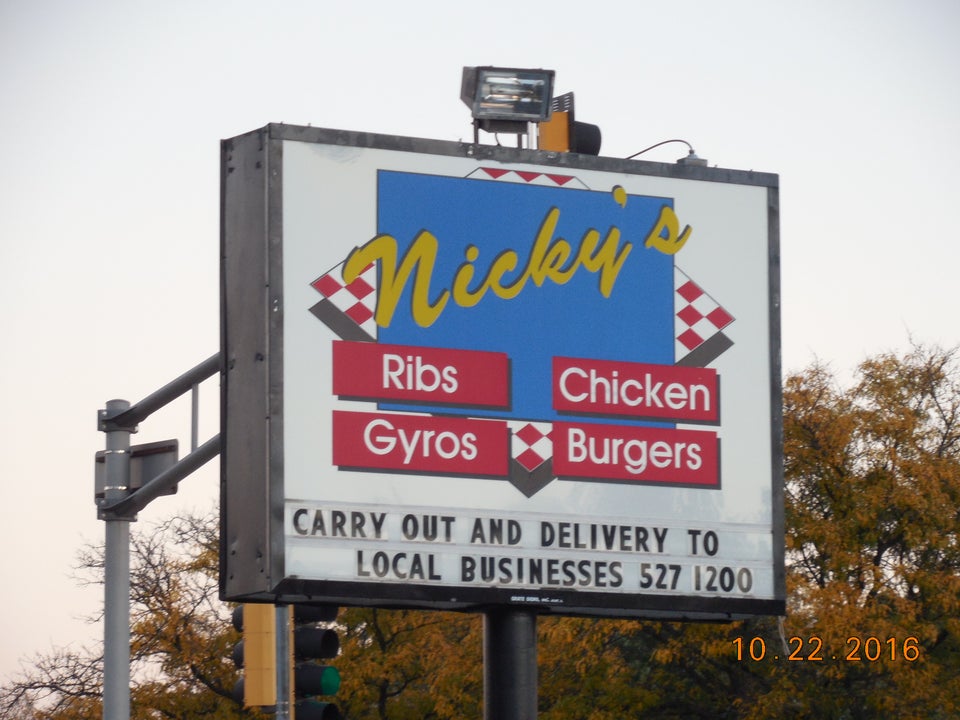 Nicky's
Ribs
Chicken
Gyros
Burgers
CARRY OUT AND DELIVERY TO
LOCAL BUSINESSES 527 1200
10.22.2016